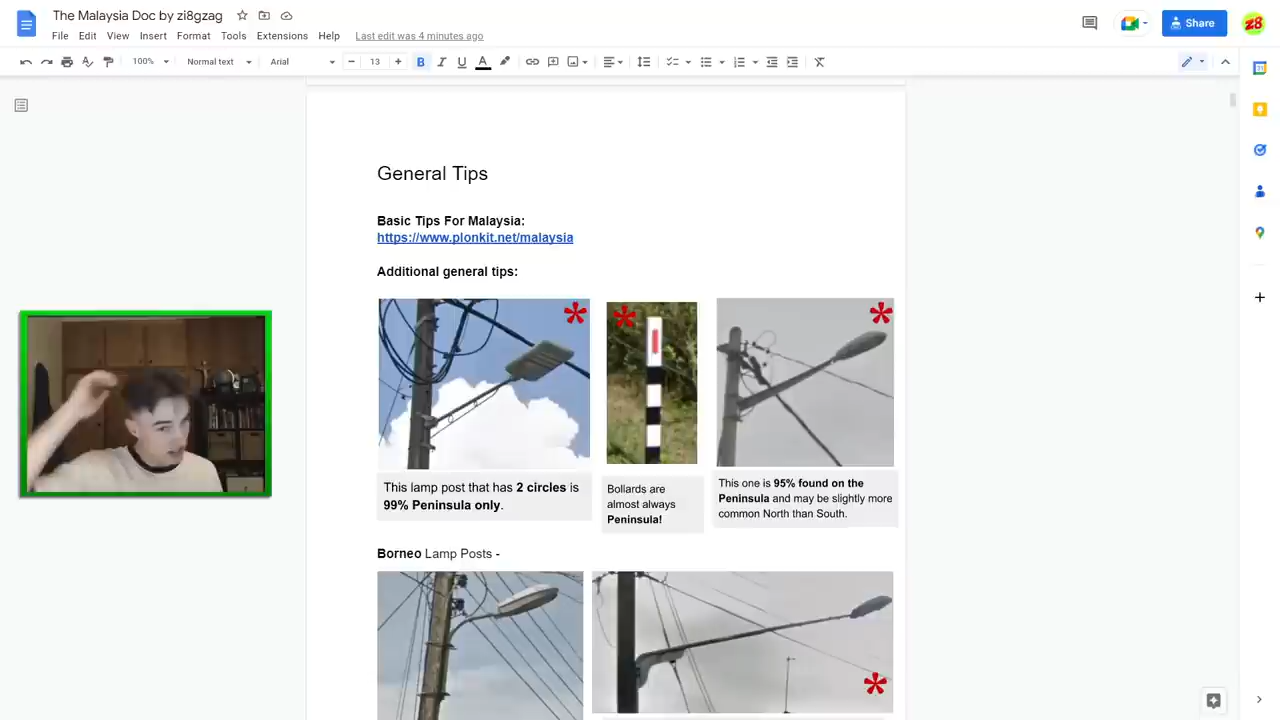 The Malaysia Doc by zi8gzag
File Edit View Insert Format Tools Extensions Help Last edit was 4 minutes ago
Share
z8
100% Normal text Arial 13 B I U A
General Tips
Basic Tips For Malaysia:
https://www.plonkit.net/malaysia
Additional general tips:
*
*
*
This lamp post that has 2 circles is
99% Peninsula only.
Bollards are
almost always
Peninsula!
This one is 95% found on the
Peninsula and may be slightly more
common North than South.
Borneo Lamp Posts -
*